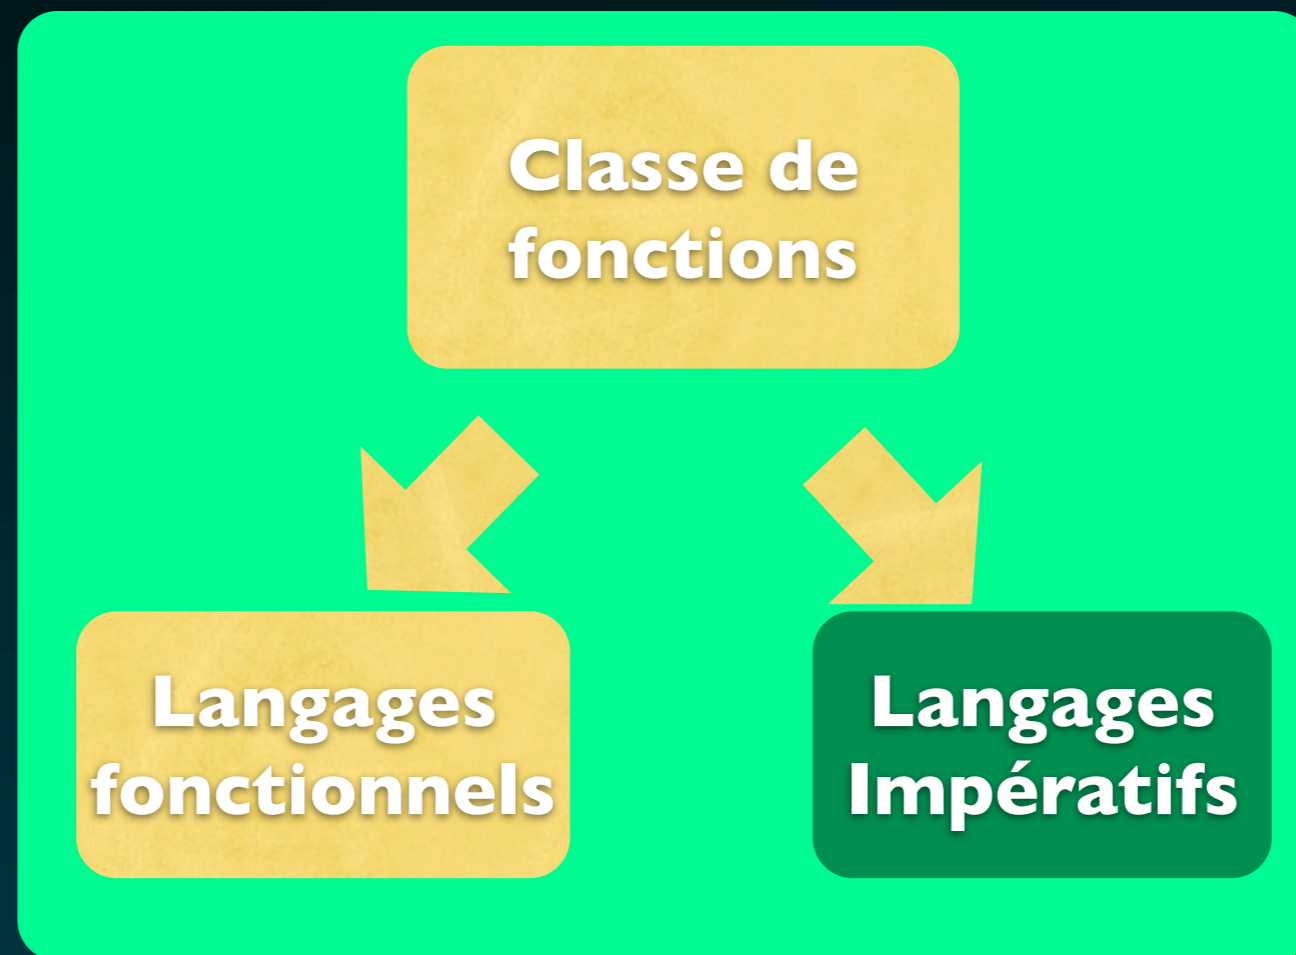 Classe de
fonctions
Langages
fonctionnels
Langages
Impératifs